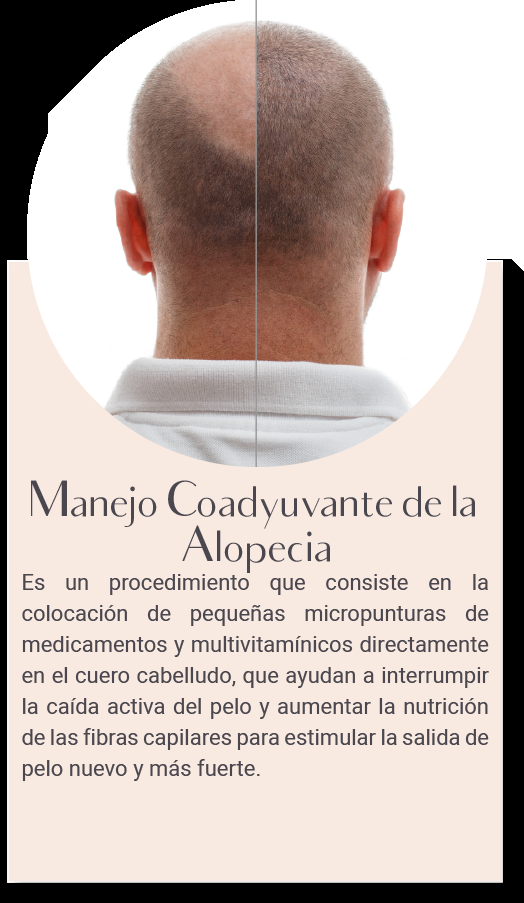 Manejo Coadyuvante de la
Alopecia
Es un procedimiento que consiste en la
colocación de pequeñas micropunturas de
medicamentos y multivitamínicos directamente
en el cuero cabelludo, que ayudan a interrumpir
la caída activa del pelo y aumentar la nutrición
de las fibras capilares para estimular la salida de
pelo nuevo y más fuerte.